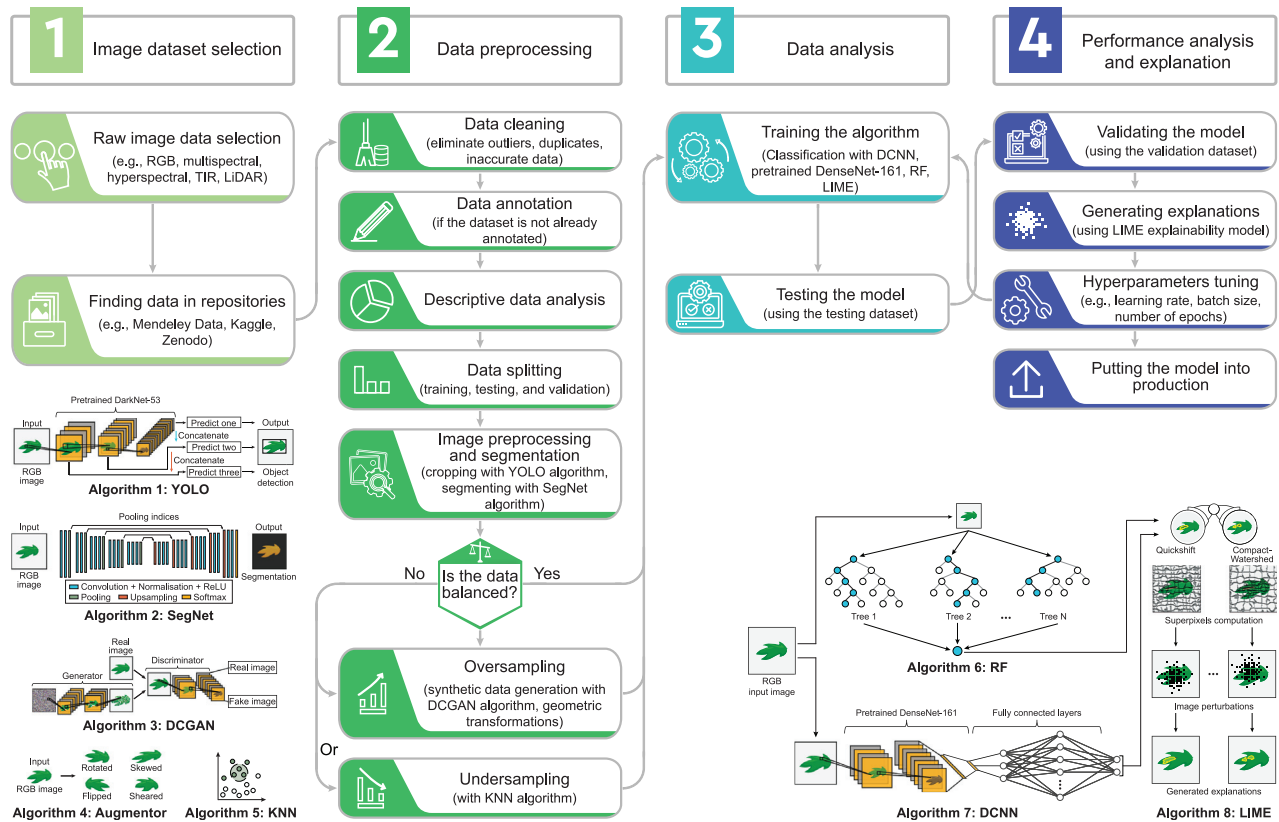 1
Image dataset selection
2
Data preprocessing
3
Data analysis
4
Performance analysis
and explanation
Raw image data selection
(e.g., RGB, multispectral,
hyperspectral, TIR, LiDAR)
Finding data in repositories
(e.g., Mendeley Data, Kaggle,
Zenodo)
Data cleaning
(eliminate outliers, duplicates,
inaccurate data)
Data annotation
(if the dataset is not already
annotated)
Descriptive data analysis
Data splitting
(training, testing, and validation)
Image preprocessing
and segmentation
(cropping with YOLO algorithm,
segmenting with SegNet
algorithm)
No
Is the data
balanced?
Yes
Oversampling
(synthetic data generation with
DCGAN algorithm, geometric
transformations)
Or
Undersampling
(with KNN algorithm)
Training the algorithm
(Classification with DCNN,
pretrained DenseNet-161, RF,
LIME)
Testing the model
(using the testing dataset)
Validating the model
(using the validation dataset)
Generating explanations
(using LIME explainability model)
Hyperparameters tuning
(e.g., learning rate, batch size,
number of epochs)
Putting the model into
production
Pretrained DarkNet-53
Input
RGB
image
Predict one
Concatenate
Predict two
Concatenate
Predict three
Output
Object
detection
Algorithm 1: YOLO
Pooling indices
Input
RGB
image
Output
Segmentation
Convolution + Normalisation + ReLU
Pooling
Upsampling
Softmax
Algorithm 2: SegNet
Real
image
Discriminator
Real image
Generator
Fake image
Algorithm 3: DCGAN
Input
RGB image
Rotated
Skewed
Flipped
Sheared
Algorithm 4: Augmentor
Algorithm 5: KNN
RGB
input image
Tree 1
Tree 2
...
Tree N
Algorithm 6: RF
Pretrained DenseNet-161
Fully connected layers
Algorithm 7: DCNN
Quickshift
Compact-
Watershed
Superpixels computation
...
Image perturbations
Generated explanations
Algorithm 8: LIME